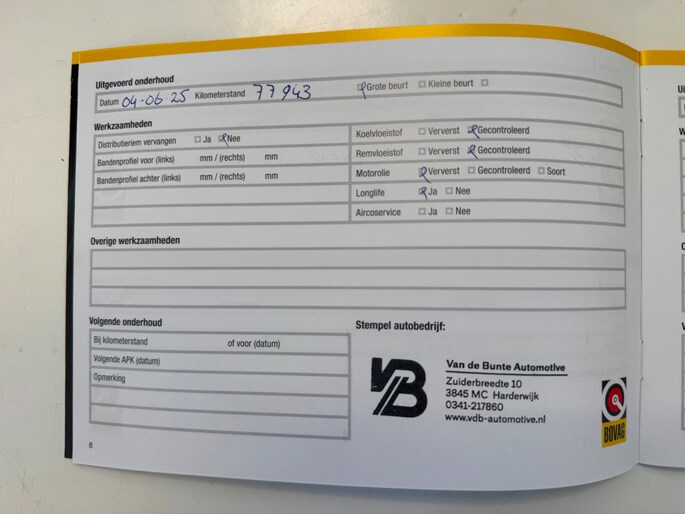 Uitgevoerd onderhoud
Datum 04-06-25 Kilometerstand 77943 Grote beurt Kleine beurt
Werkzaamheden
Distributieriem vervangen Ja Nee
Bandenprofiel voor (links) mm / (rechts) mm
Bandenprofiel achter (links) mm / (rechts) mm
Koelvloeistof Ververst Gecontroleerd
Remvloeistof Ververst Gecontroleerd
Motorolie Ververst Gecontroleerd Soort
Longlife Ja Nee
Aircoservice Ja Nee
Overige werkzaamheden
Volgende onderhoud
Bij kilometerstand of voor (datum)
Volgende APK (datum)
Opmerking
Stempel autobedrijf:
VB
Van de Bunte Automotive
Zuiderbreedte 10
3845 MC Harderwijk
0341-217860
www.vdb-automotive.nl
BOVAG
8